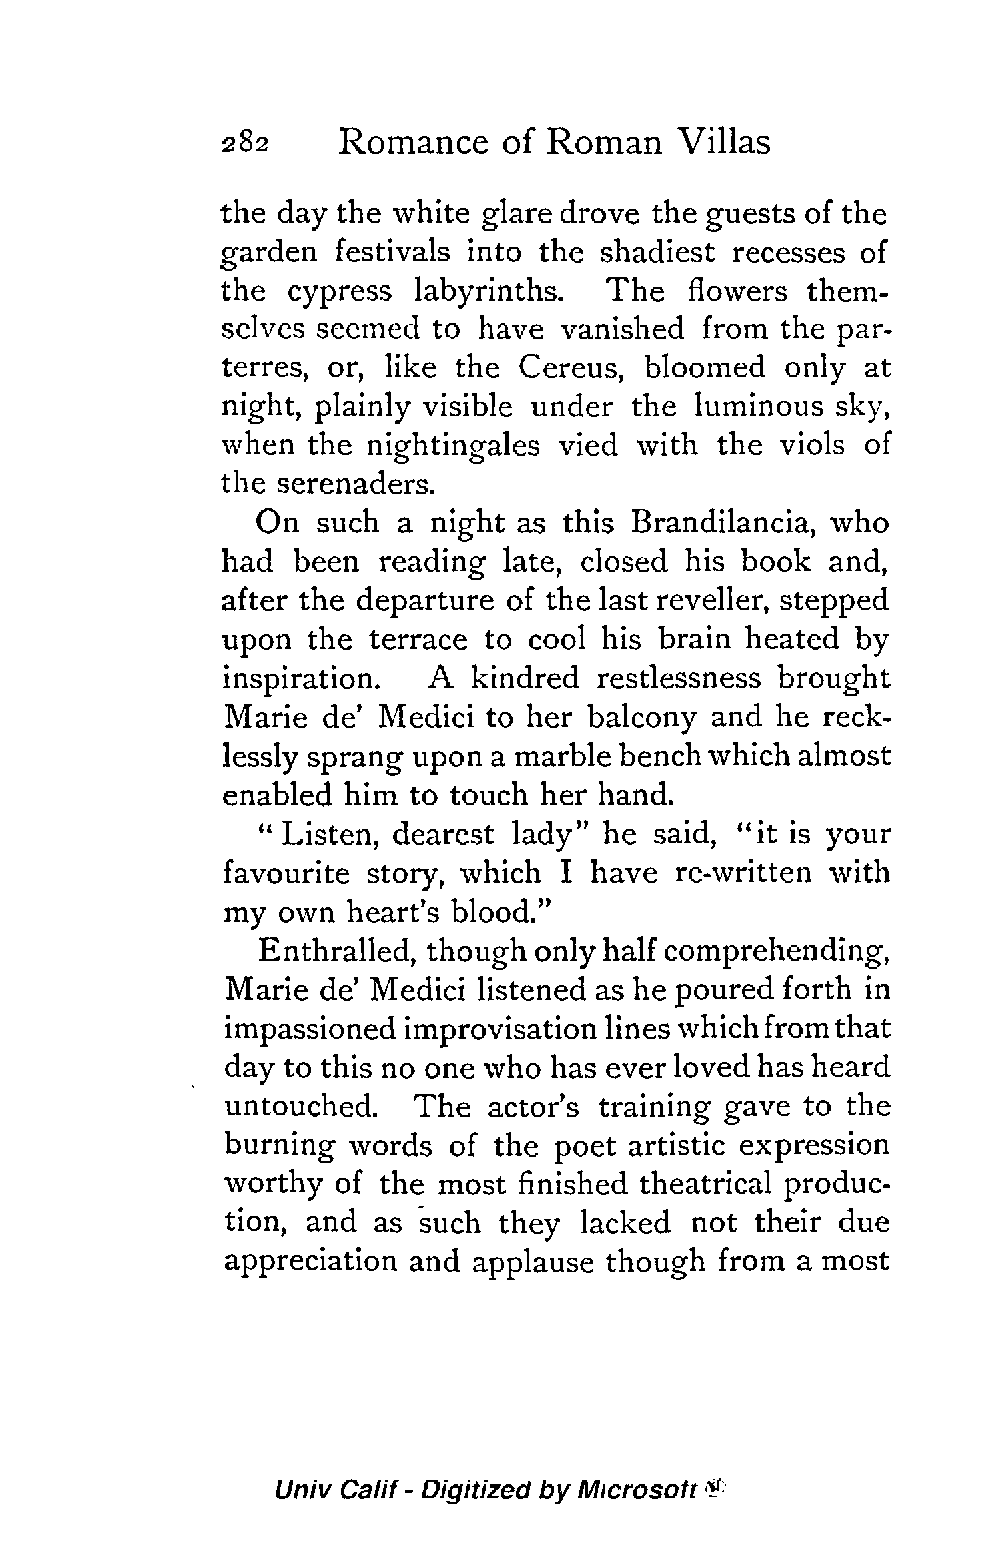 282 Romance of Roman Villas
the day the white glare drove the guests of the
garden festivals into the shadiest recesses of
the cypress labyrinths. The flowers them-
selves seemed to have vanished from the par-
terres, or, like the Cereus, bloomed only at
night, plainly visible under the luminous sky,
when the nightingales vied with the viols of
the serenaders.
On such a night as this Brandilancia, who
had been reading late, closed his book and,
after the departure of the last reveller, stepped
upon the terrace to cool his brain heated by
inspiration. A kindred restlessness brought
Marie de' Medici to her balcony and he reck-
lessly sprang upon a marble bench which almost
enabled him to touch her hand.
"Listen, dearest lady" he said, "it is your
favourite story, which I have re-written with
my own heart's blood."
Enthralled, though only half comprehending,
Marie de' Medici listened as he poured forth in
impassioned improvisation lines which from that
day to this no one who has ever loved has heard
untouched. The actor's training gave to the
burning words of the poet artistic expression
worthy of the most finished theatrical produc-
tion, and as such they lacked not their due
appreciation and applause though from a most
Univ Calif - Digitized by Microsoft ®